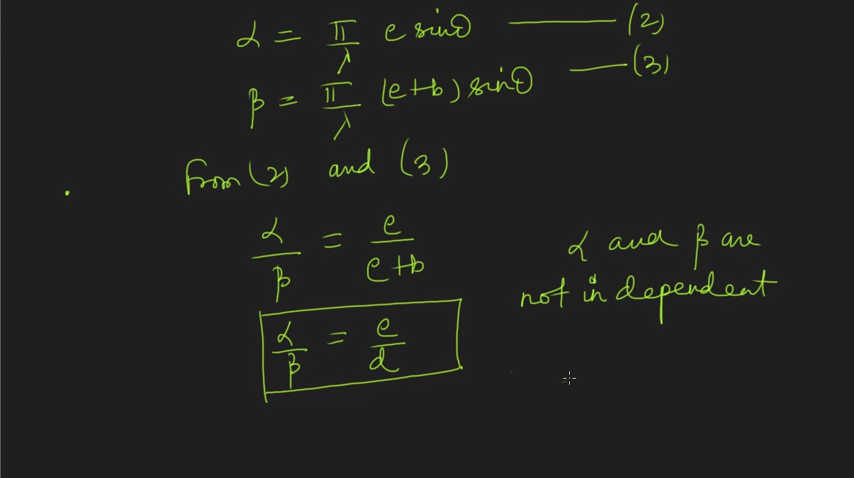 α = π/λ e sinθ —— (2)
β = π/λ (e+b) sinθ —— (3)
from (2) and (3)
α/β = e/e+b
α and β are
not independent
α/β = e/d